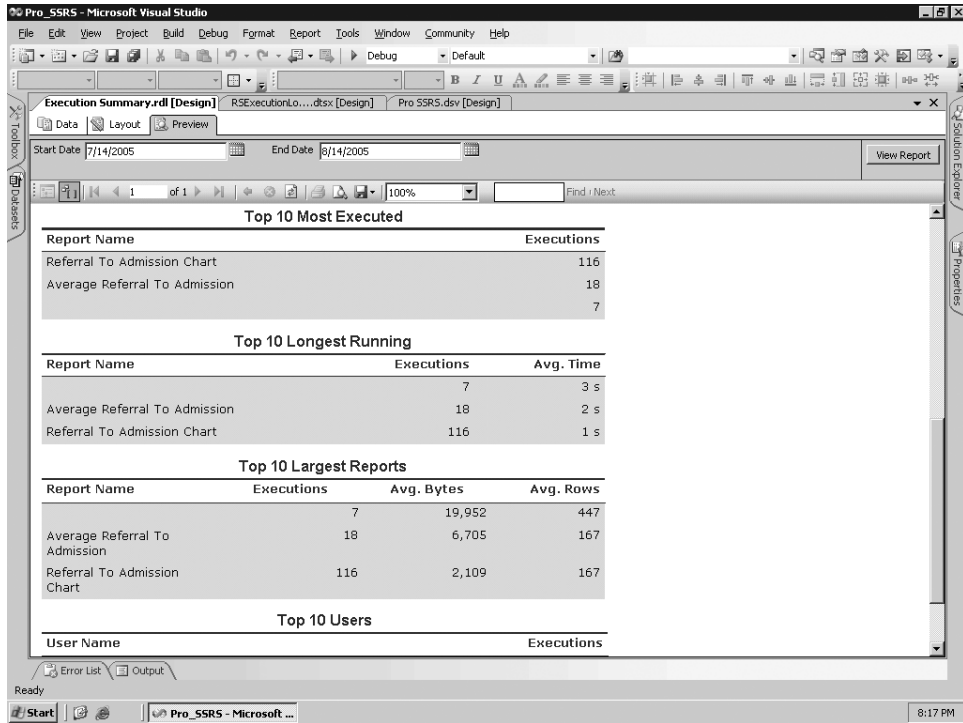 Pro_SSRS - Microsoft Visual Studio
File Edit View Project Build Debug Format Report Tools Window Community Help
Debug Default
B I U A
Execution Summary.rdl [Design] RSExecutionLo....dtsx [Design] Pro SSRS.dsv [Design]
Data Layout Preview
Start Date 7/14/2005 End Date 8/14/2005 View Report
1 of 1 100% Find Next
Top 10 Most Executed
Report Name Executions
Referral To Admission Chart 116
Average Referral To Admission 18
7
Top 10 Longest Running
Report Name Executions Avg. Time
7 3 s
Average Referral To Admission 18 2 s
Referral To Admission Chart 116 1 s
Top 10 Largest Reports
Report Name Executions Avg. Bytes Avg. Rows
7 19,952 447
Average Referral To Admission 18 6,705 167
Referral To Admission Chart 116 2,109 167
Top 10 Users
User Name Executions
Toolbox
Datasets
Solution Explorer
Properties
Error List Output
Ready
Start Pro_SSRS - Microsoft ... 8:17 PM